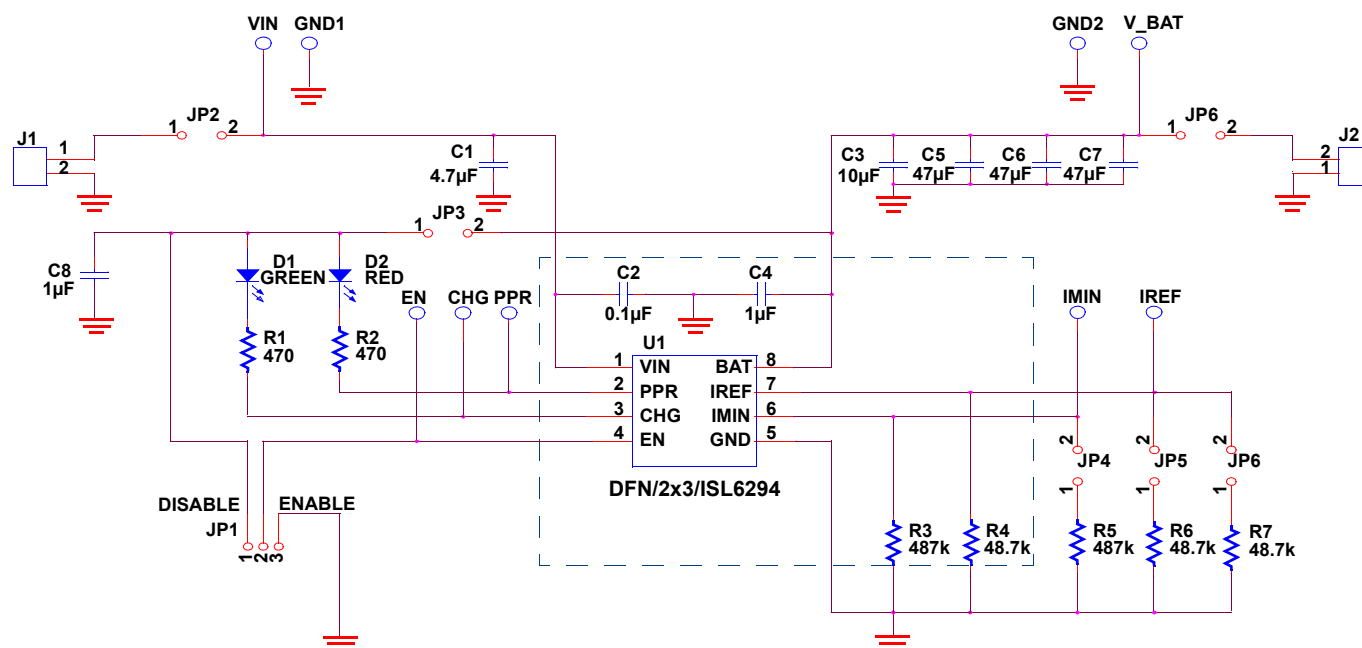 VIN GND1 GND2 V_BAT
JP2 1 2
J1 1 2
C1 4.7µF
C3 10µF
C5 47µF
C6 47µF
C7 47µF
JP6 1 2
J2 2 1
JP3 1 2
C8 1µF
D1 GREEN
D2 RED
EN CHG PPR
C2 0.1µF
C4 1µF
IMIN IREF
R1 470
R2 470
U1
1 VIN BAT 8
2 PPR IREF 7
3 CHG IMIN 6
4 EN GND 5
DFN/2x3/ISL6294
2 JP4 1
2 JP5 1
2 JP6 1
DISABLE ENABLE
JP1
1 2 3
R3 487k
R4 48.7k
R5 487k
R6 48.7k
R7 48.7k